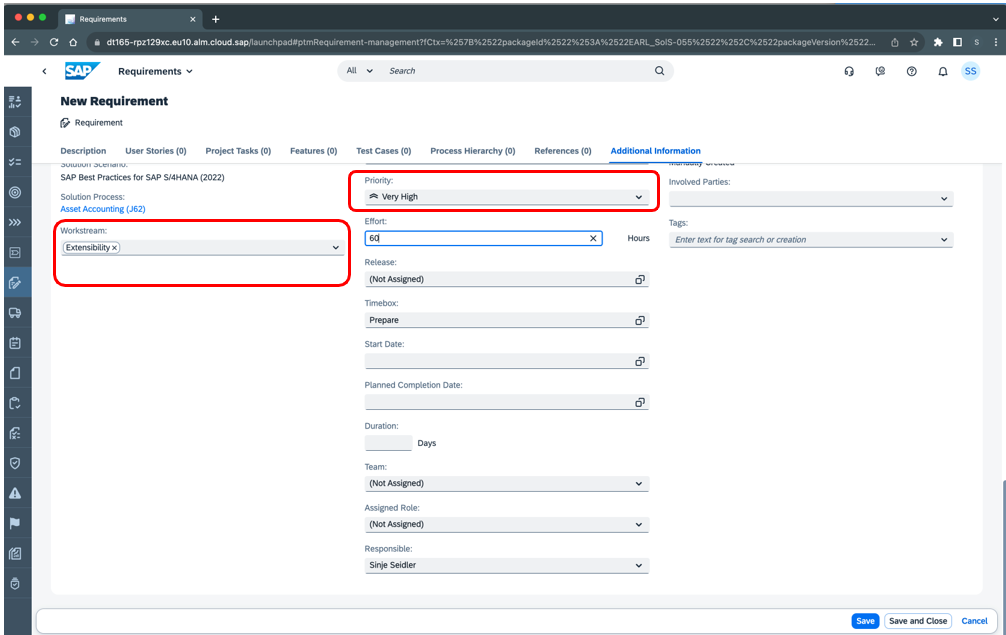 Requirements
dt165-rpz129xc.eu10.alm.cloud.sap/launchpad#ptmRequirement-management?fCtx=%257B%2522packageId%2522%253A%2522EARL_SolS-055%2522%252C%2522packageVersion%2522...
S
SAP
Requirements
All
Search
SS
New Requirement
Requirement
Description
User Stories (0)
Project Tasks (0)
Features (0)
Test Cases (0)
Process Hierarchy (0)
References (0)
Additional Information
Solution Scenario:
SAP Best Practices for SAP S/4HANA (2022)
Solution Process:
Asset Accounting (J62)
Workstream:
Extensibility
Priority:
Very High
Effort:
60
Hours
Release:
(Not Assigned)
Timebox:
Prepare
Start Date:
Planned Completion Date:
Duration:
Days
Team:
(Not Assigned)
Assigned Role:
(Not Assigned)
Responsible:
Sinje Seidler
Manually Created
Involved Parties:
Tags:
Enter text for tag search or creation
Save
Save and Close
Cancel